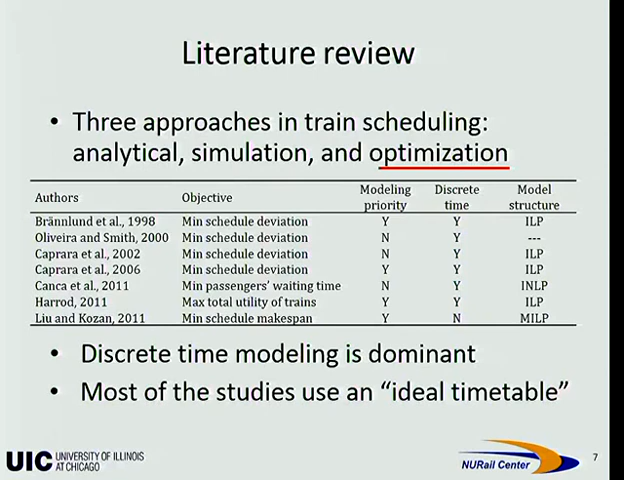 Literature review
• Three approaches in train scheduling:
analytical, simulation, and optimization
Authors Objective Modeling priority Discrete time Model structure
Brännlund et al., 1998 Min schedule deviation Y Y ILP
Oliveira and Smith, 2000 Min schedule deviation N Y ---
Caprara et al., 2002 Min schedule deviation N Y ILP
Caprara et al., 2006 Min schedule deviation Y Y ILP
Canca et al., 2011 Min passengers' waiting time N Y INLP
Harrod, 2011 Max total utility of trains Y Y ILP
Liu and Kozan, 2011 Min schedule makespan Y N MILP
• Discrete time modeling is dominant
• Most of the studies use an “ideal timetable”
UIC UNIVERSITY OF ILLINOIS
AT CHICAGO
NURail Center
7